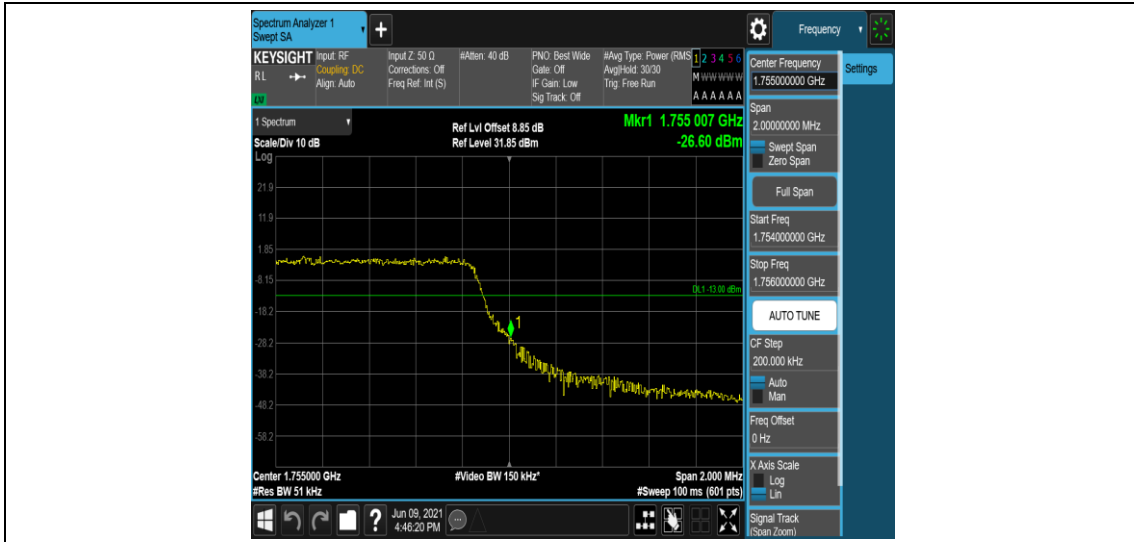 Spectrum Analyzer 1
Swept SA
+
Frequency
KEYSIGHT
RL
LXI
Input: RF
Coupling: DC
Align: Auto
Input Z: 50 Ω
Corrections: Off
Freq Ref: Int (S)
#Atten: 40 dB
PNO: Best Wide
Gate: Off
IF Gain: Low
Sig Track: Off
#Avg Type: Power (RMS
Avg|Hold: 30/30
Trig: Free Run
1 2 3 4 5 6
M W W W W W
A A A A A A
1 Spectrum
Scale/Div 10 dB
Log
Ref Lvl Offset 8.85 dB
Ref Level 31.85 dBm
Mkr1 1.755 007 GHz
-26.60 dBm
21.9
11.9
1.85
-8.15
-18.2
-28.2
-38.2
-48.2
-58.2
DL1 -13.00 dBm
1
Center 1.755000 GHz
#Res BW 51 kHz
#Video BW 150 kHz*
Span 2.000 MHz
#Sweep 100 ms (601 pts)
?
Jun 09, 2021
4:46:20 PM
Center Frequency
1.755000000 GHz
Settings
Span
2.00000000 MHz
Swept Span
Zero Span
Full Span
Start Freq
1.754000000 GHz
Stop Freq
1.756000000 GHz
AUTO TUNE
CF Step
200.000 kHz
Auto
Man
Freq Offset
0 Hz
X Axis Scale
Log
Lin
Signal Track
(Span Zoom)